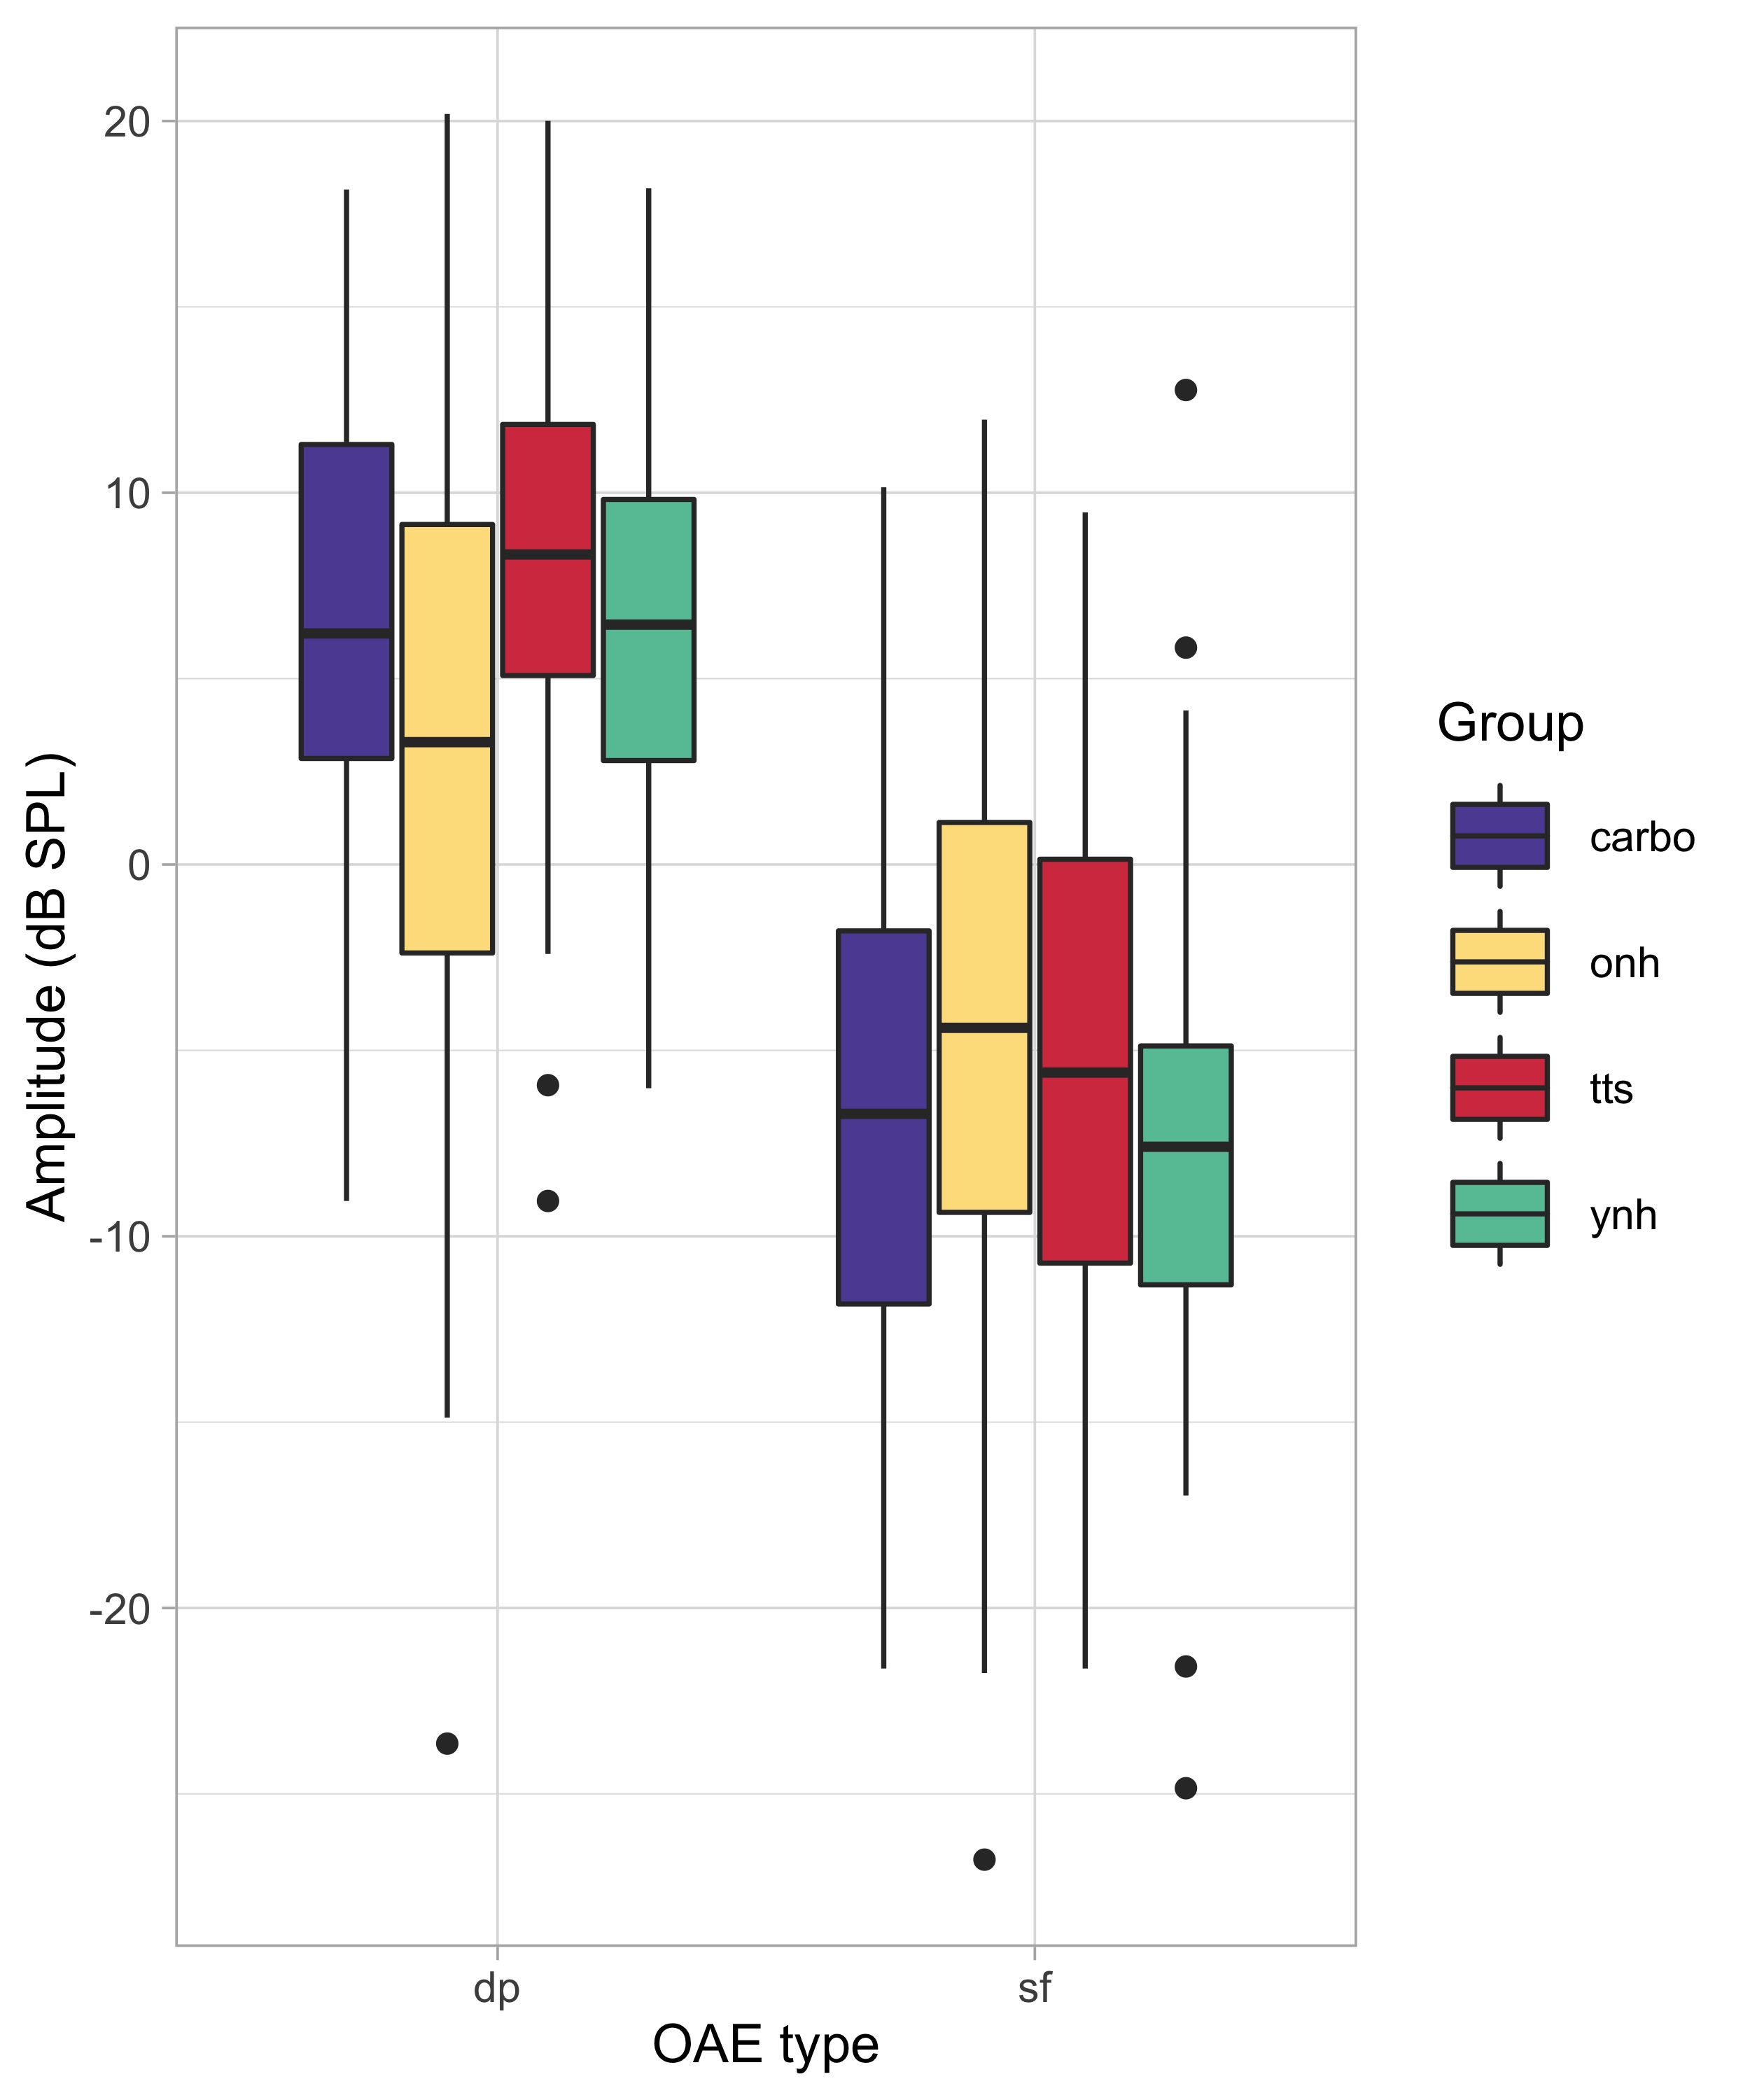 Amplitude (dB SPL)
20
10
0
-10
-20
dp
sf
OAE type
Group
carbo
onh
tts
ynh